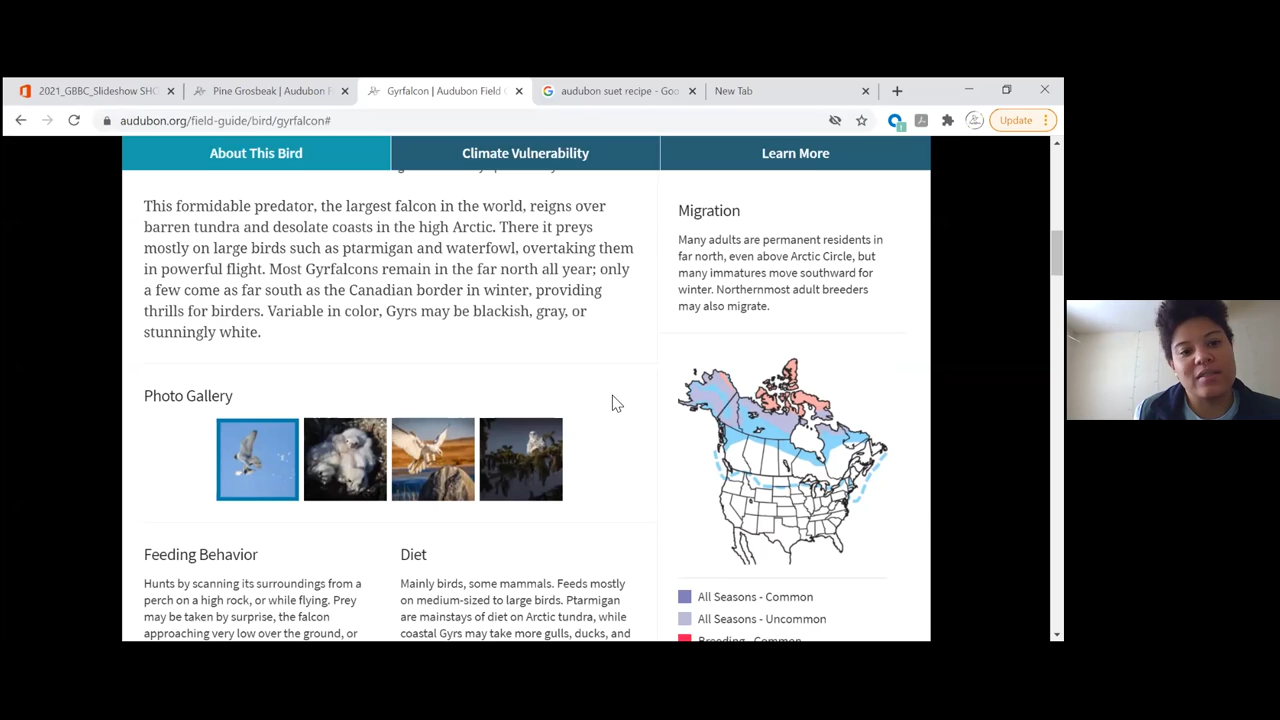 2021_GBBC_Slideshow SHO
Pine Grosbeak | Audubon F
Gyrfalcon | Audubon Field G
audubon suet recipe - Goo
New Tab
audubon.org/field-guide/bird/gyrfalcon#
Update
About This Bird
Climate Vulnerability
Learn More
This formidable predator, the largest falcon in the world, reigns over
barren tundra and desolate coasts in the high Arctic. There it preys
mostly on large birds such as ptarmigan and waterfowl, overtaking them
in powerful flight. Most Gyrfalcons remain in the far north all year; only
a few come as far south as the Canadian border in winter, providing
thrills for birders. Variable in color, Gyrs may be blackish, gray, or
stunningly white.
Photo Gallery
Feeding Behavior
Hunts by scanning its surroundings from a
perch on a high rock, or while flying. Prey
may be taken by surprise, the falcon
approaching very low over the ground, or
Diet
Mainly birds, some mammals. Feeds mostly
on medium-sized to large birds. Ptarmigan
are mainstays of diet on Arctic tundra, while
coastal Gyrs may take more gulls, ducks, and
Migration
Many adults are permanent residents in
far north, even above Arctic Circle, but
many immatures move southward for
winter. Northernmost adult breeders
may also migrate.
All Seasons - Common
All Seasons - Uncommon
Breeding - Common